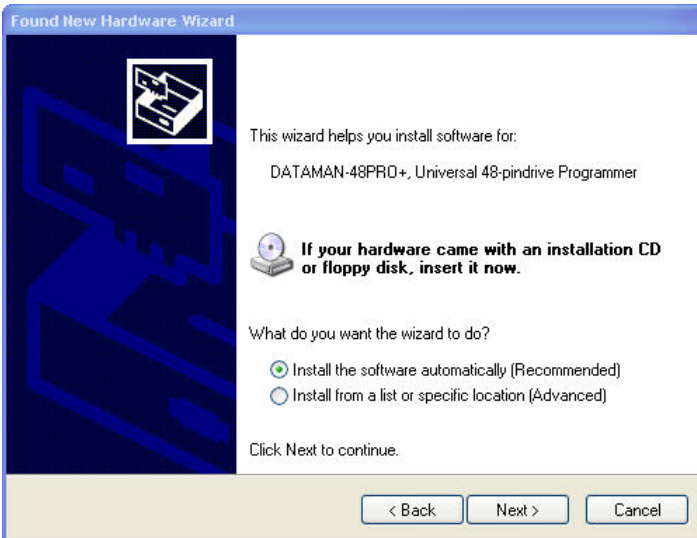 Found New Hardware Wizard
This wizard helps you install software for:
DATAMAN-48PRO+, Universal 48-pindrive Programmer
If your hardware came with an installation CD
or floppy disk, insert it now.
What do you want the wizard to do?
Install the software automatically (Recommended)
Install from a list or specific location (Advanced)
Click Next to continue.
< Back
Next >
Cancel